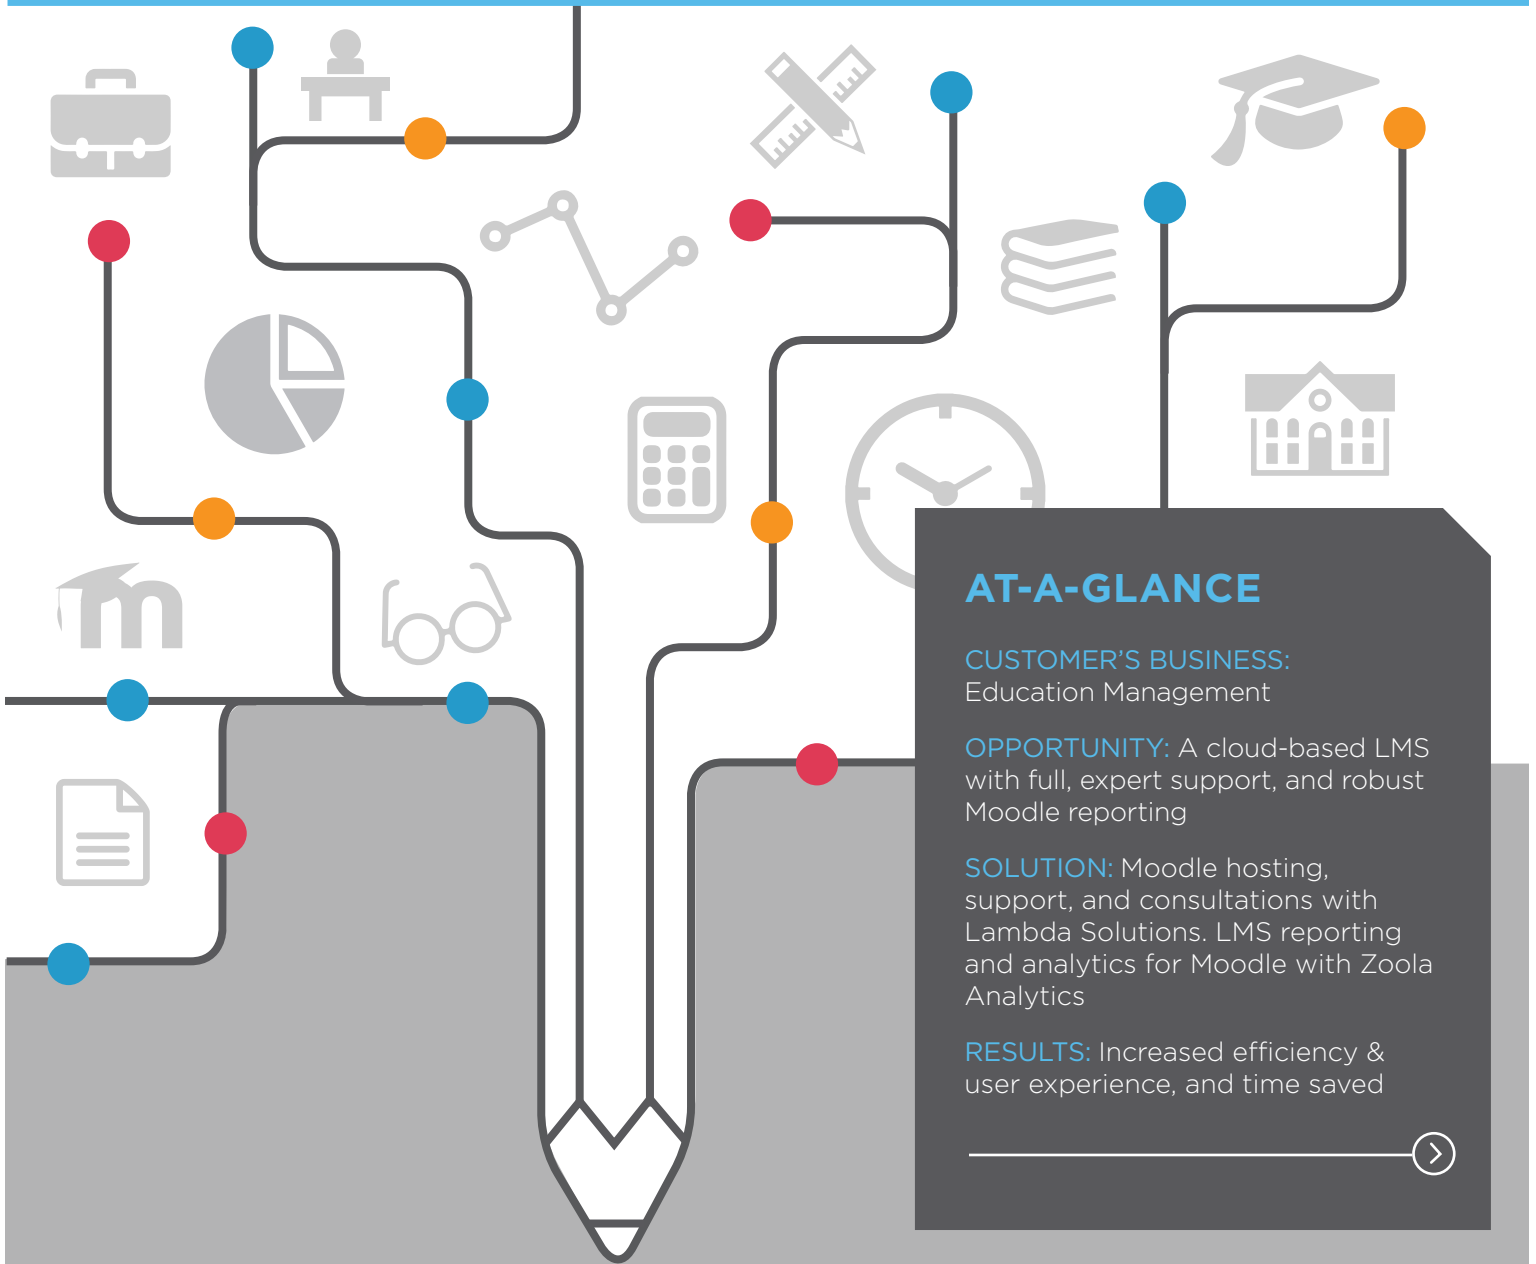 m
AT-A-GLANCE
CUSTOMER’S BUSINESS:
Education Management
OPPORTUNITY: A cloud-based LMS
with full, expert support, and robust
Moodle reporting
SOLUTION: Moodle hosting,
support, and consultations with
Lambda Solutions. LMS reporting
and analytics for Moodle with Zoola
Analytics
RESULTS: Increased efficiency &
user experience, and time saved